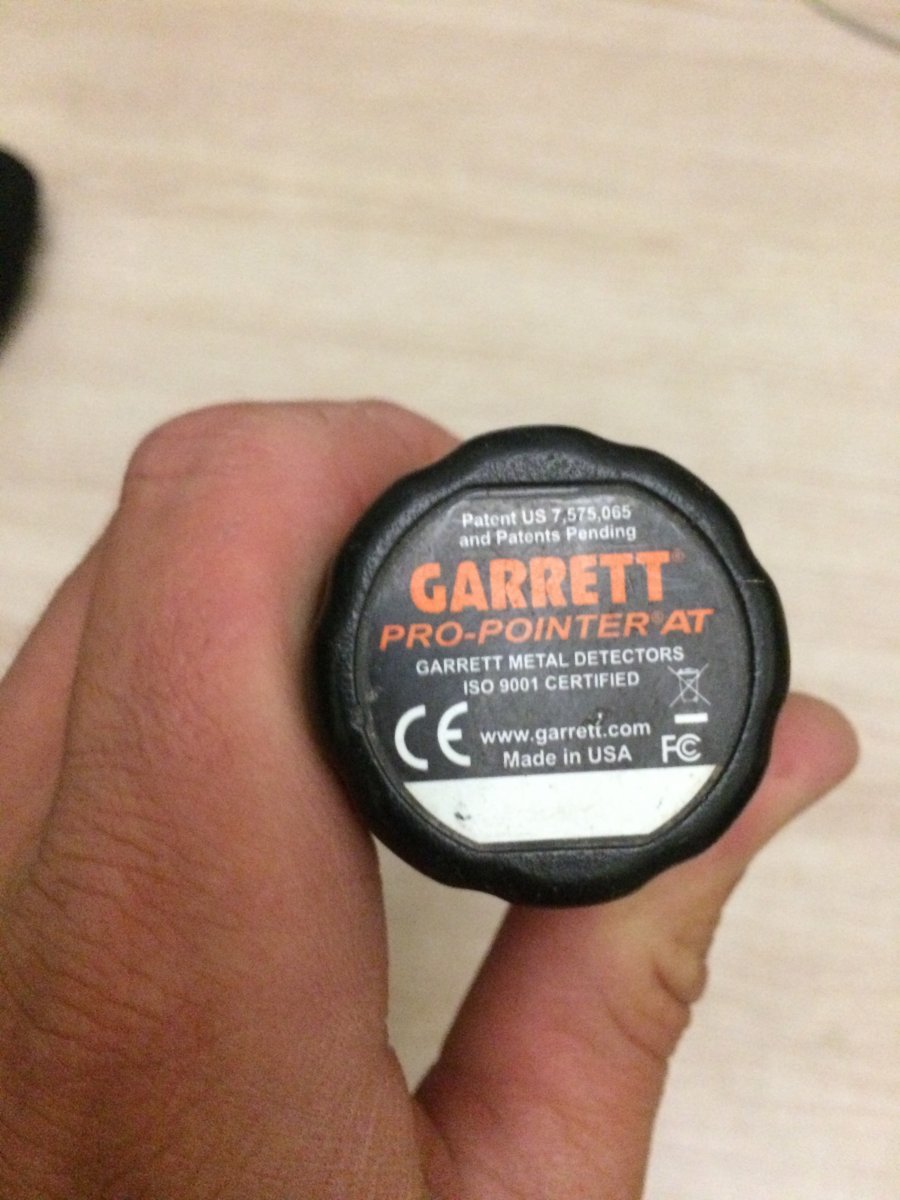 Patent US 7,575,065
and Patents Pending
GARRETT®
PRO-POINTER® AT
GARRETT METAL DETECTORS
ISO 9001 CERTIFIED
CE www.garrett.com
Made in USA FC